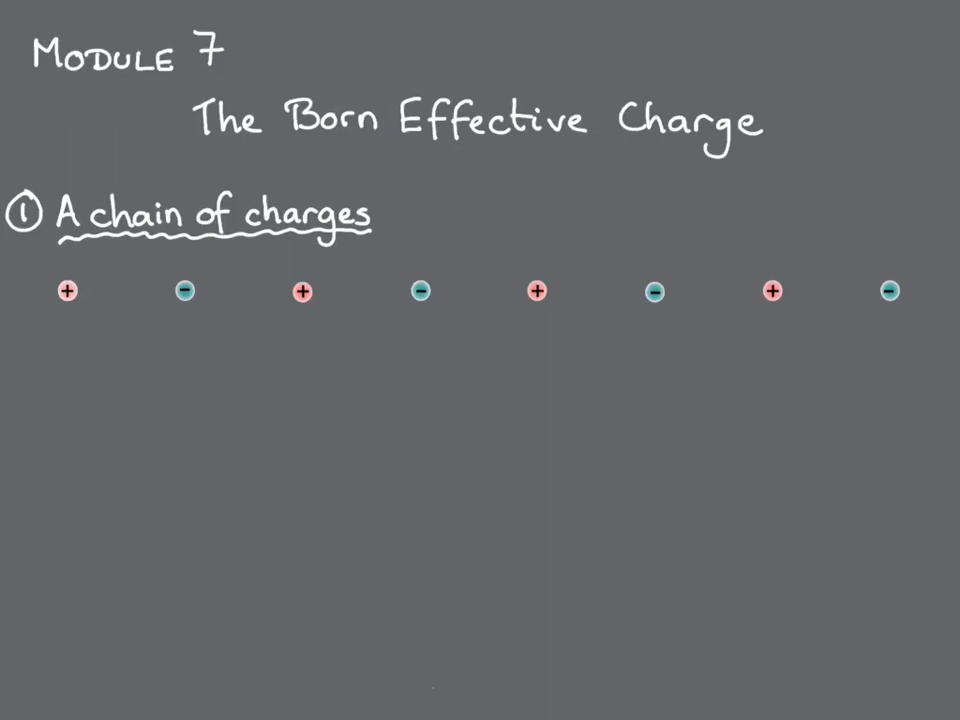 MODULE 7
The Born Effective Charge
① A chain of charges
+ - + - + - + -